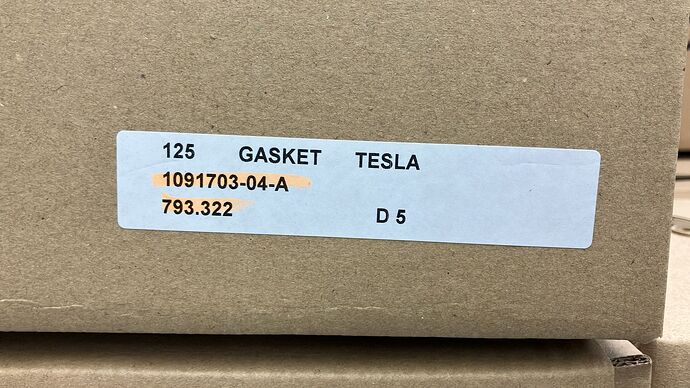 125 GASKET TESLA
1091703-04-A
793.322 D 5